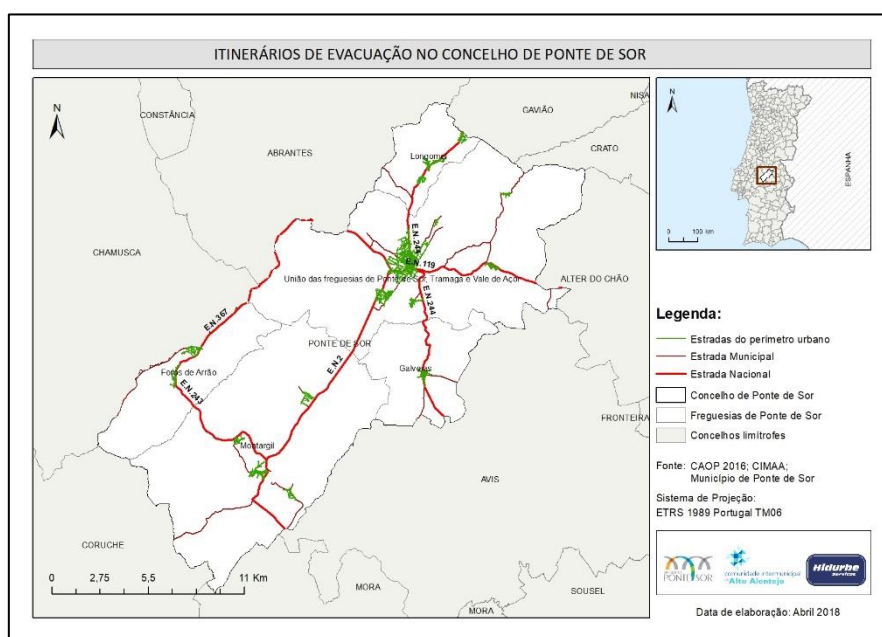 ITINERÁRIOS DE EVACUAÇÃO NO CONCELHO DE PONTE DE SOR
N
CONSTÂNCIA
ABRANTES
GAVIÃO
NISA
CRATO
CHAMUSCA
Longomel
E.N.244
E.N.119
União das freguesias de Ponte de Sor, Tramaga e Vale de Açor
ALTER DO CHÃO
E.N.244
E.N.367
PONTE DE SOR
E.N.2
Foros de Arrão
Galveias
E.N.243
FRONTEIRA
Montargil
AVIS
CORUCHE
0 2,75 5,5 11 Km
MORA
MORA
SOUSEL
N
ESPANHA
0 100 km
Legenda:
Estradas do perímetro urbano
Estrada Municipal
Estrada Nacional
Concelho de Ponte de Sor
Freguesias de Ponte de Sor
Concelhos limítrofes
Fonte: CAOP 2016; CIMAA;
Município de Ponte de Sor
Sistema de Projeção:
ETRS 1989 Portugal TM06
PONTE SOR
comunidade intermunicipal
do Alto Alentejo
Hidurbe
serviços
Data de elaboração: Abril 2018